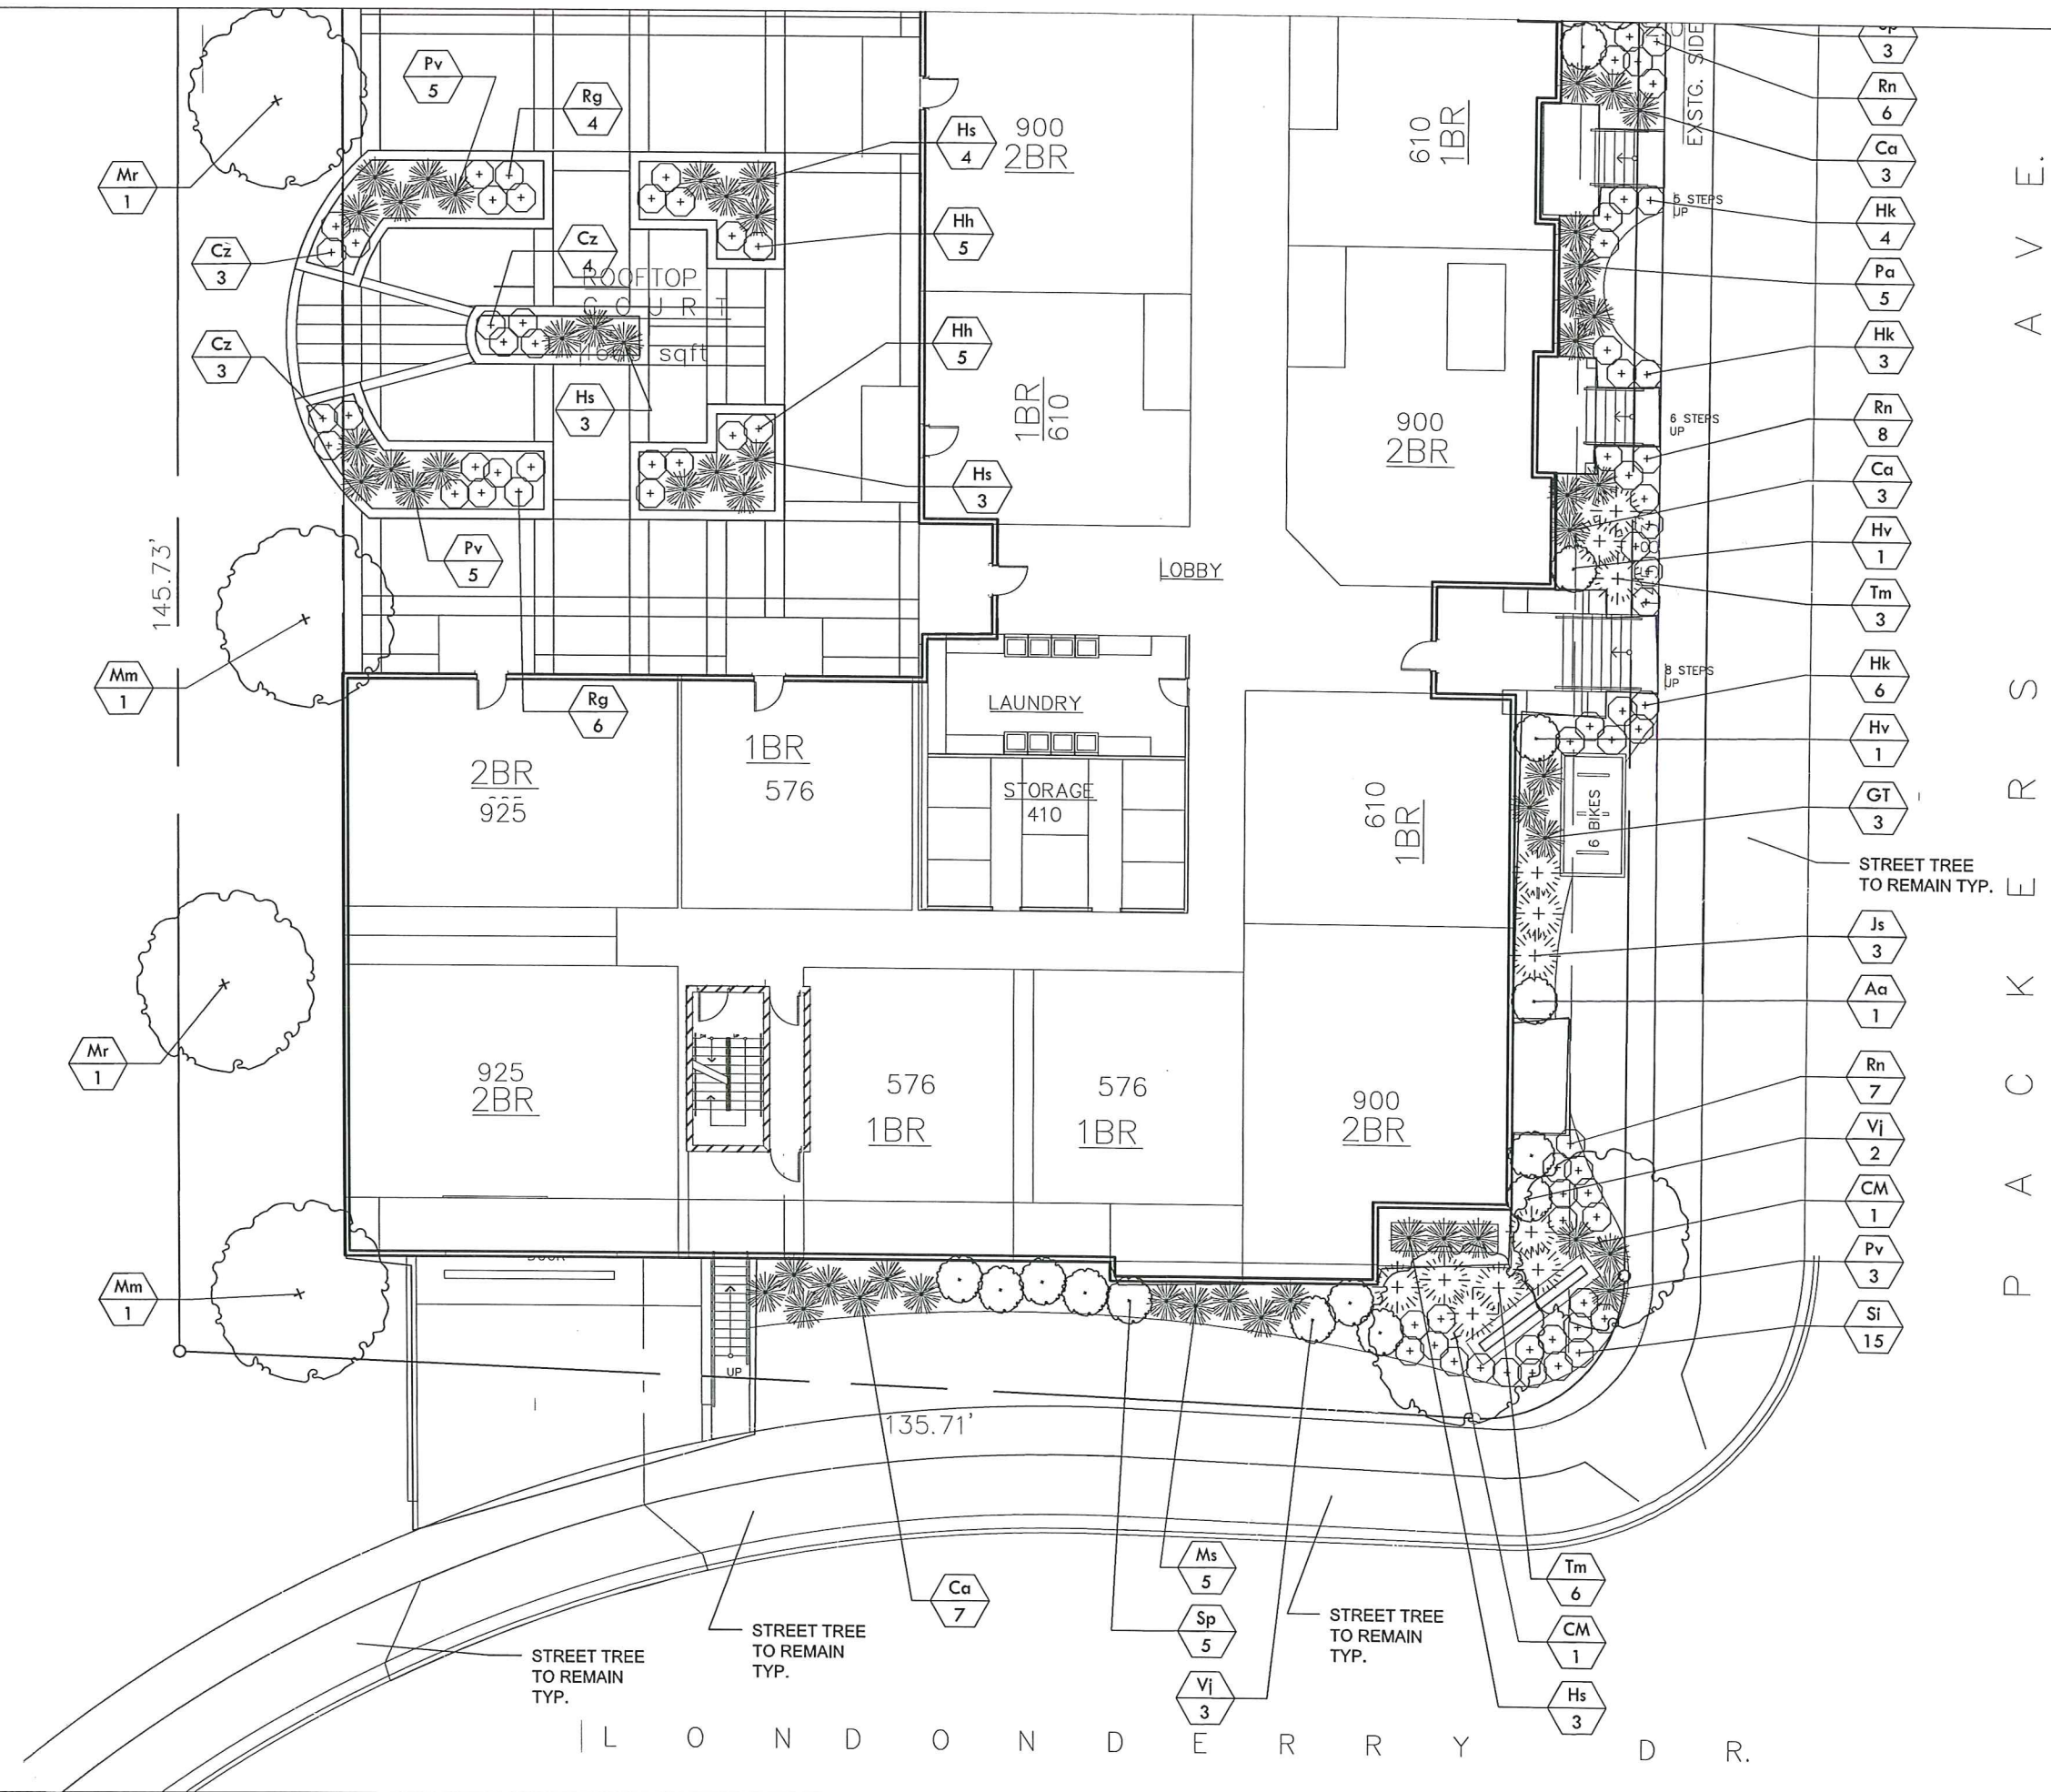 Pv
5
Rg
4
Mr
1
Cz
3
Cz
4
ROOFTOP
COURT
sqft
Cz
3
Hs
3
Pv
5
Rg
6
Hs
4
Hh
5
Hh
5
Hs
3
900
2BR
1BR
610
610
1BR
900
2BR
LOBBY
LAUNDRY
STORAGE
410
145.73'
Mm
1
Mr
1
Mm
1
2BR
925
1BR
576
925
2BR
576
1BR
576
1BR
610
1BR
900
2BR
UP
135.71'
EXSTG. SIDE
5 STEPS
UP
6 STEPS
UP
8 STEPS
UP
6 BIKES
3
Rn
6
Ca
3
Hk
4
Pa
5
Hk
3
Rn
8
Ca
3
Hv
1
Tm
3
Hk
6
Hv
1
GT
3
STREET TREE
TO REMAIN TYP.
Js
3
Aa
1
Rn
7
Vj
2
CM
1
Pv
3
Si
15
PACKERS AVE.
Ca
7
Ms
5
Sp
5
Vj
3
Tm
6
CM
1
Hs
3
STREET TREE
TO REMAIN
TYP.
STREET TREE
TO REMAIN
TYP.
STREET TREE
TO REMAIN
TYP.
LONDONDERRY DR.